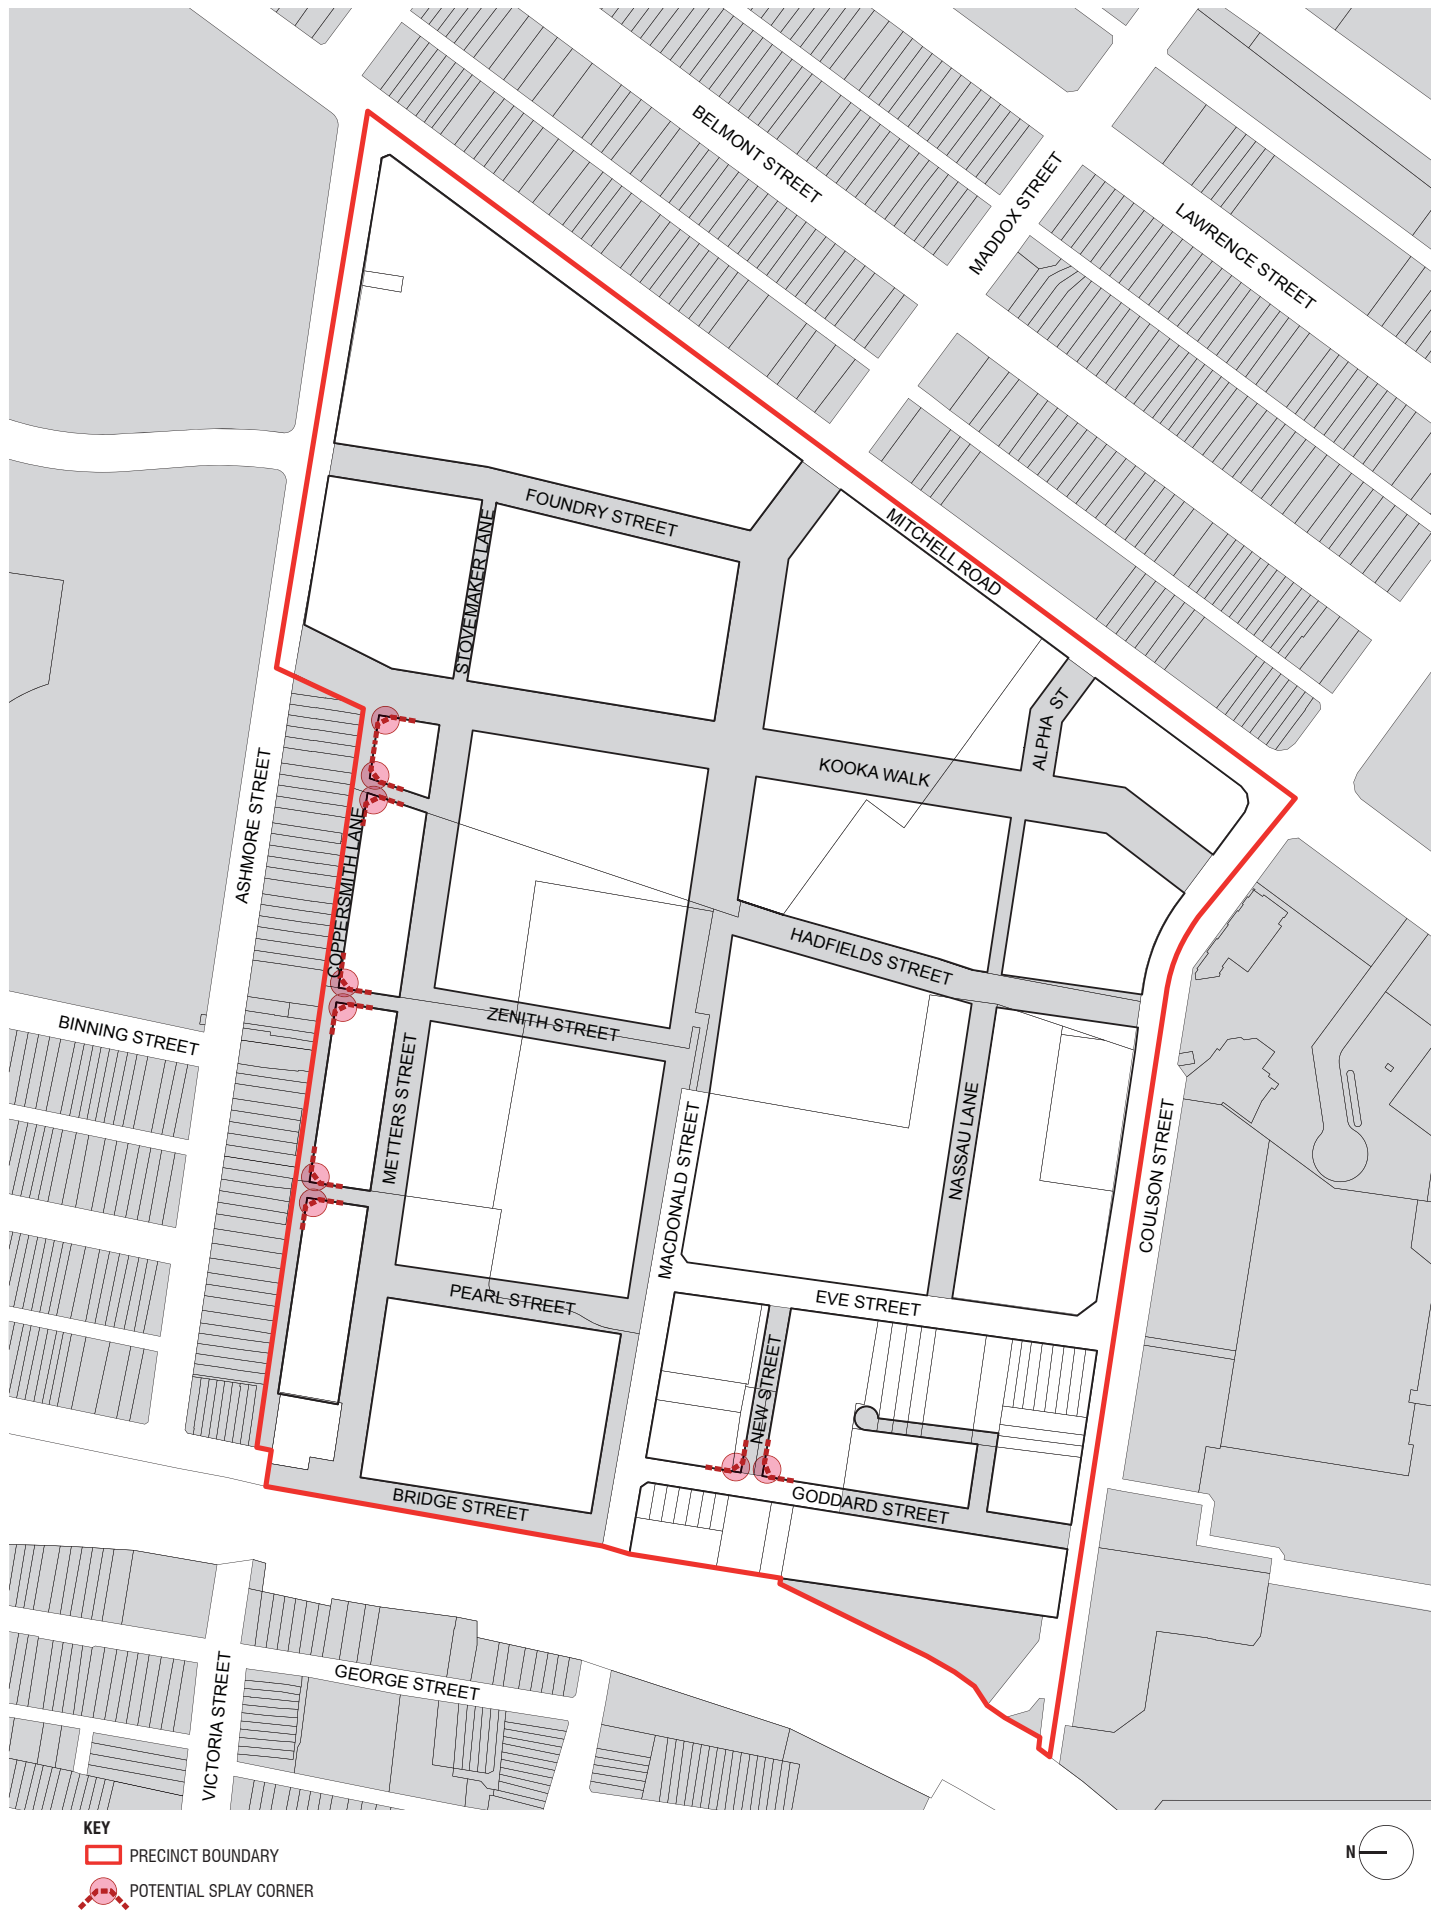 BELMONT STREET
MADDOX STREET
LAWRENCE STREET
FOUNDRY STREET
STOVEMAKER LANE
MITCHELL ROAD
ALPHA ST
KOOKA WALK
ASHMORE STREET
COPPERSMITH LANE
HADFIELDS STREET
ZENITH STREET
BINNING STREET
METTERS STREET
MACDONALD STREET
NASSAU LANE
COULSON STREET
PEARL STREET
EVE STREET
NEW STREET
BRIDGE STREET
GODDARD STREET
GEORGE STREET
VICTORIA STREET
KEY
PRECINCT BOUNDARY
POTENTIAL SPLAY CORNER
N